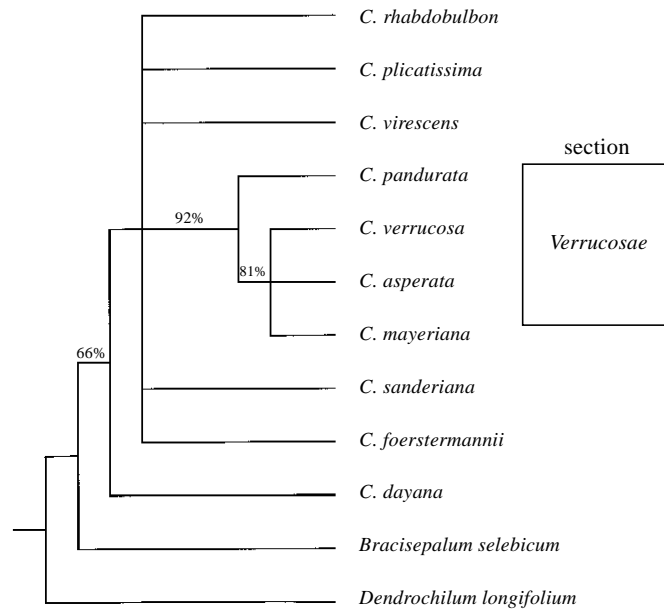 C. rhabdobulbon
C. plicatissima
C. virescens
section
C. pandurata
92%
C. verrucosa
Verrucosae
81%
C. asperata
C. mayeriana
66%
C. sanderiana
C. foerstermannii
C. dayana
Bracisepalum selebicum
Dendrochilum longifolium